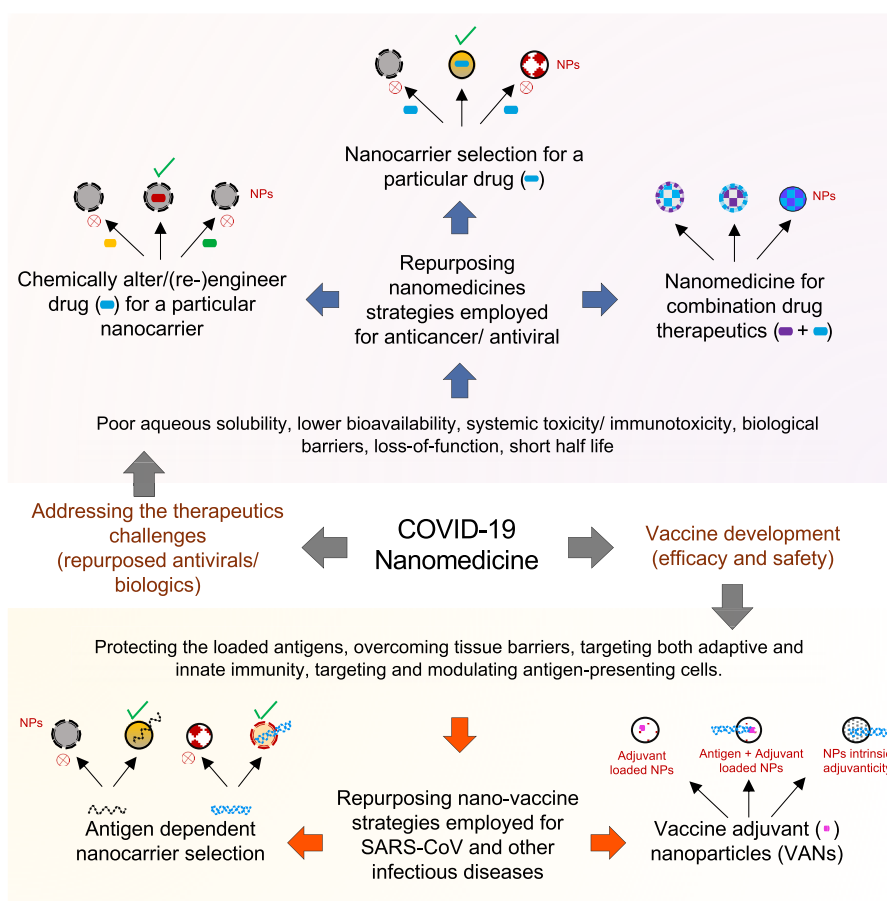 NPs
Nanocarrier selection for a
particular drug ( )
NPs
Chemically alter/(re-)engineer
drug ( ) for a particular
nanocarrier
Repurposing
nanomedicines
strategies employed
for anticancer/ antiviral
NPs
Nanomedicine for
combination drug
therapeutics ( + )
Poor aqueous solubility, lower bioavailability, systemic toxicity/ immunotoxicity, biological
barriers, loss-of-function, short half life
Addressing the therapeutics
challenges
(repurposed antivirals/
biologics)
COVID-19
Nanomedicine
Vaccine development
(efficacy and safety)
Protecting the loaded antigens, overcoming tissue barriers, targeting both adaptive and
innate immunity, targeting and modulating antigen-presenting cells.
NPs
Antigen dependent
nanocarrier selection
Repurposing nano-vaccine
strategies employed for
SARS-CoV and other
infectious diseases
Adjuvant
loaded NPs
Antigen + Adjuvant
loaded NPs
NPs intrinsic
adjuvanticity
Vaccine adjuvant ( )
nanoparticles (VANs)